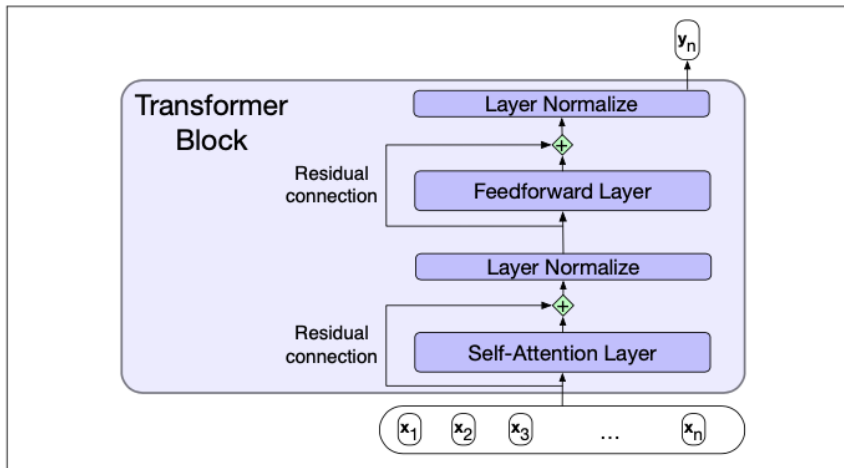 yn
Transformer
Block
Layer Normalize
+
Residual
connection
Feedforward Layer
Layer Normalize
+
Residual
connection
Self-Attention Layer
x1 x2 x3 ... xn